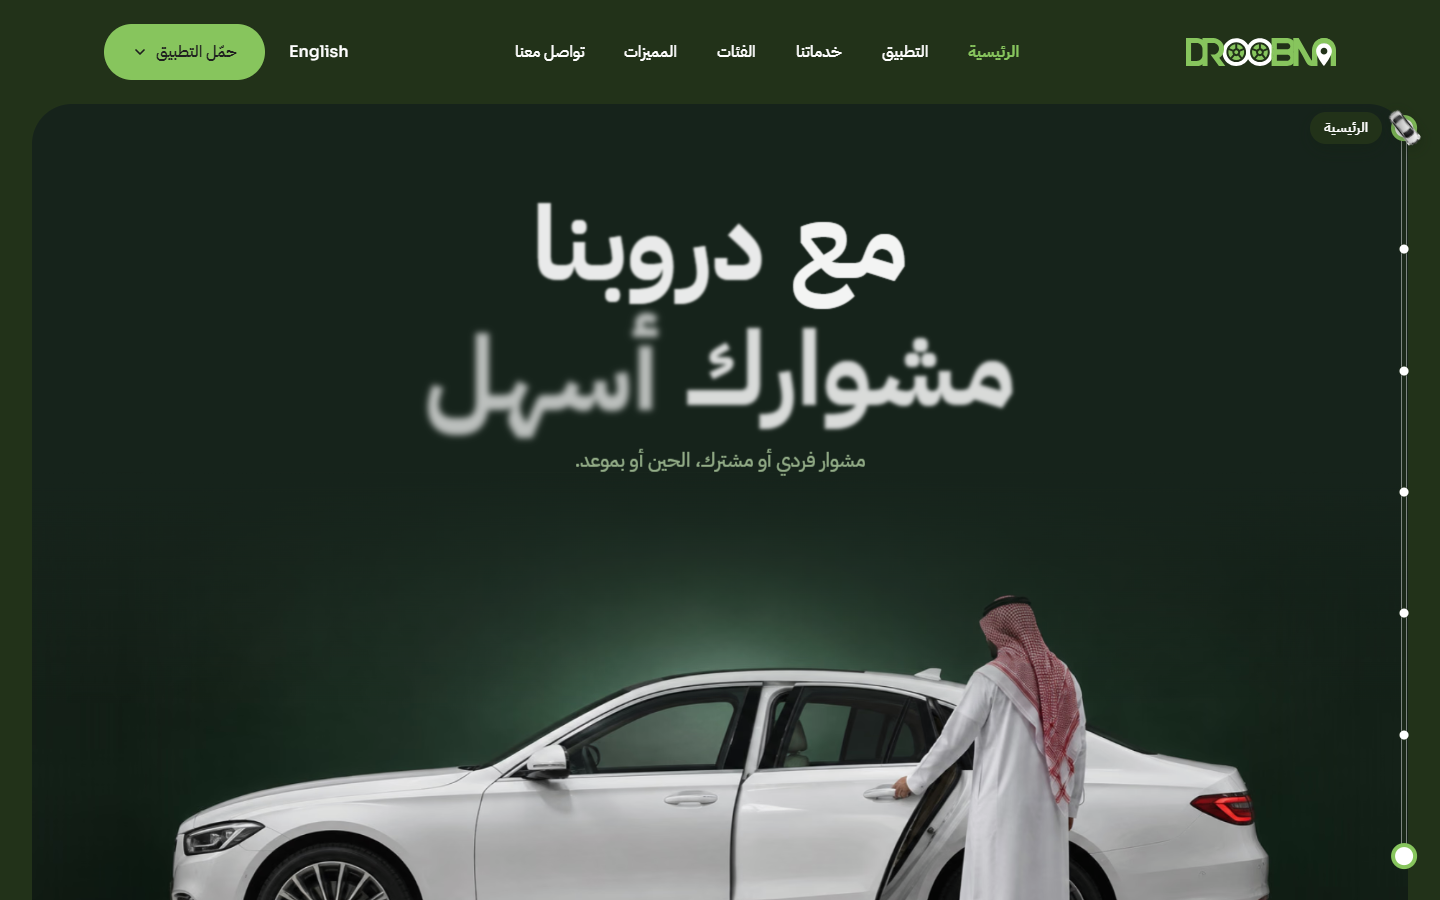 DROOBNA
الرئيسية
التطبيق
خدماتنا
الفئات
المميزات
تواصل معنا
English
حمّل التطبيق
الرئيسية
مع دروبنا
مشوارك أسهل
مشوار فردي أو مشترك، الحين أو بموعد.